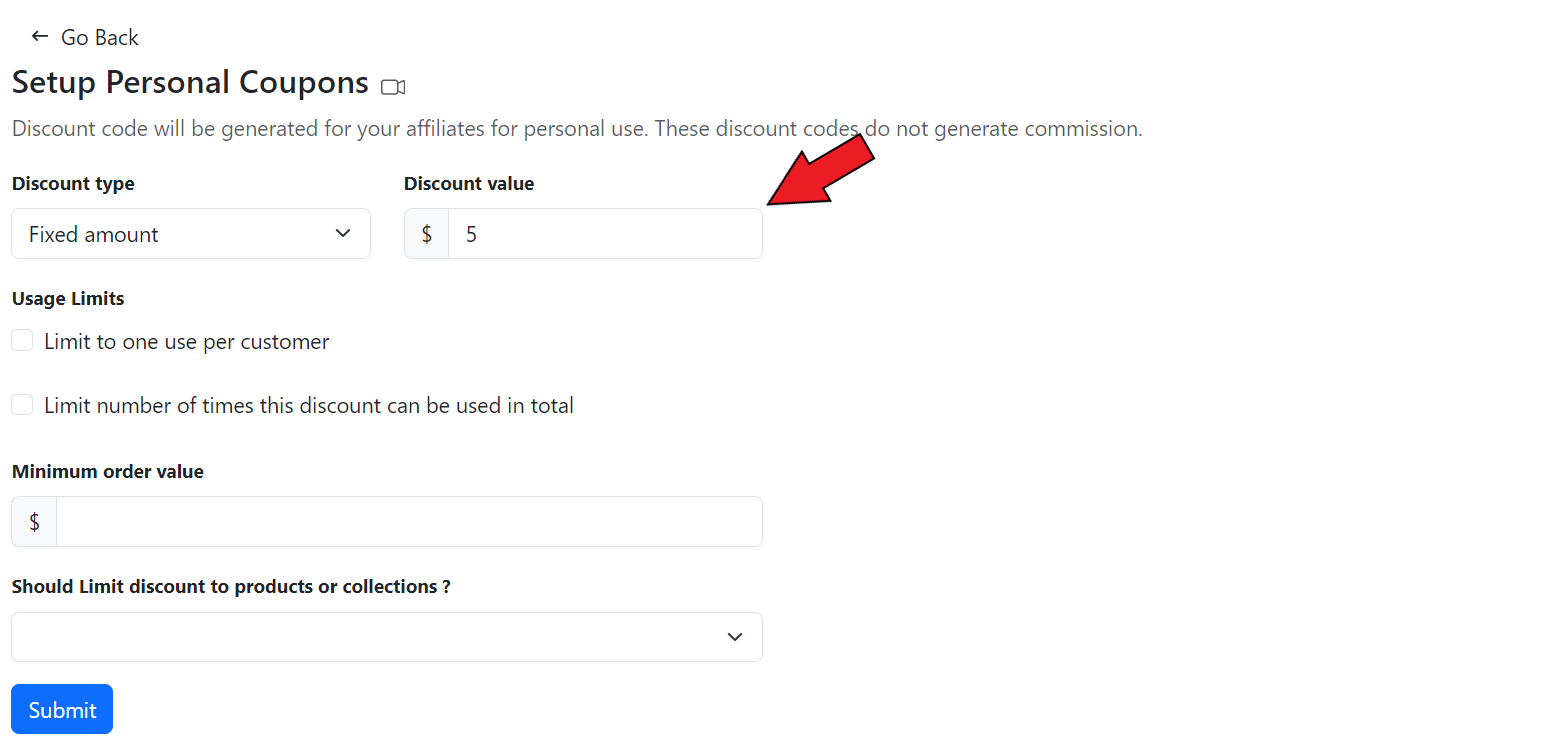 Go Back
Setup Personal Coupons
Discount code will be generated for your affiliates for personal use. These discount codes do not generate commission.
Discount type
Discount value
Fixed amount
$ 5
Usage Limits
Limit to one use per customer
Limit number of times this discount can be used in total
Minimum order value
$
Should Limit discount to products or collections ?
Submit